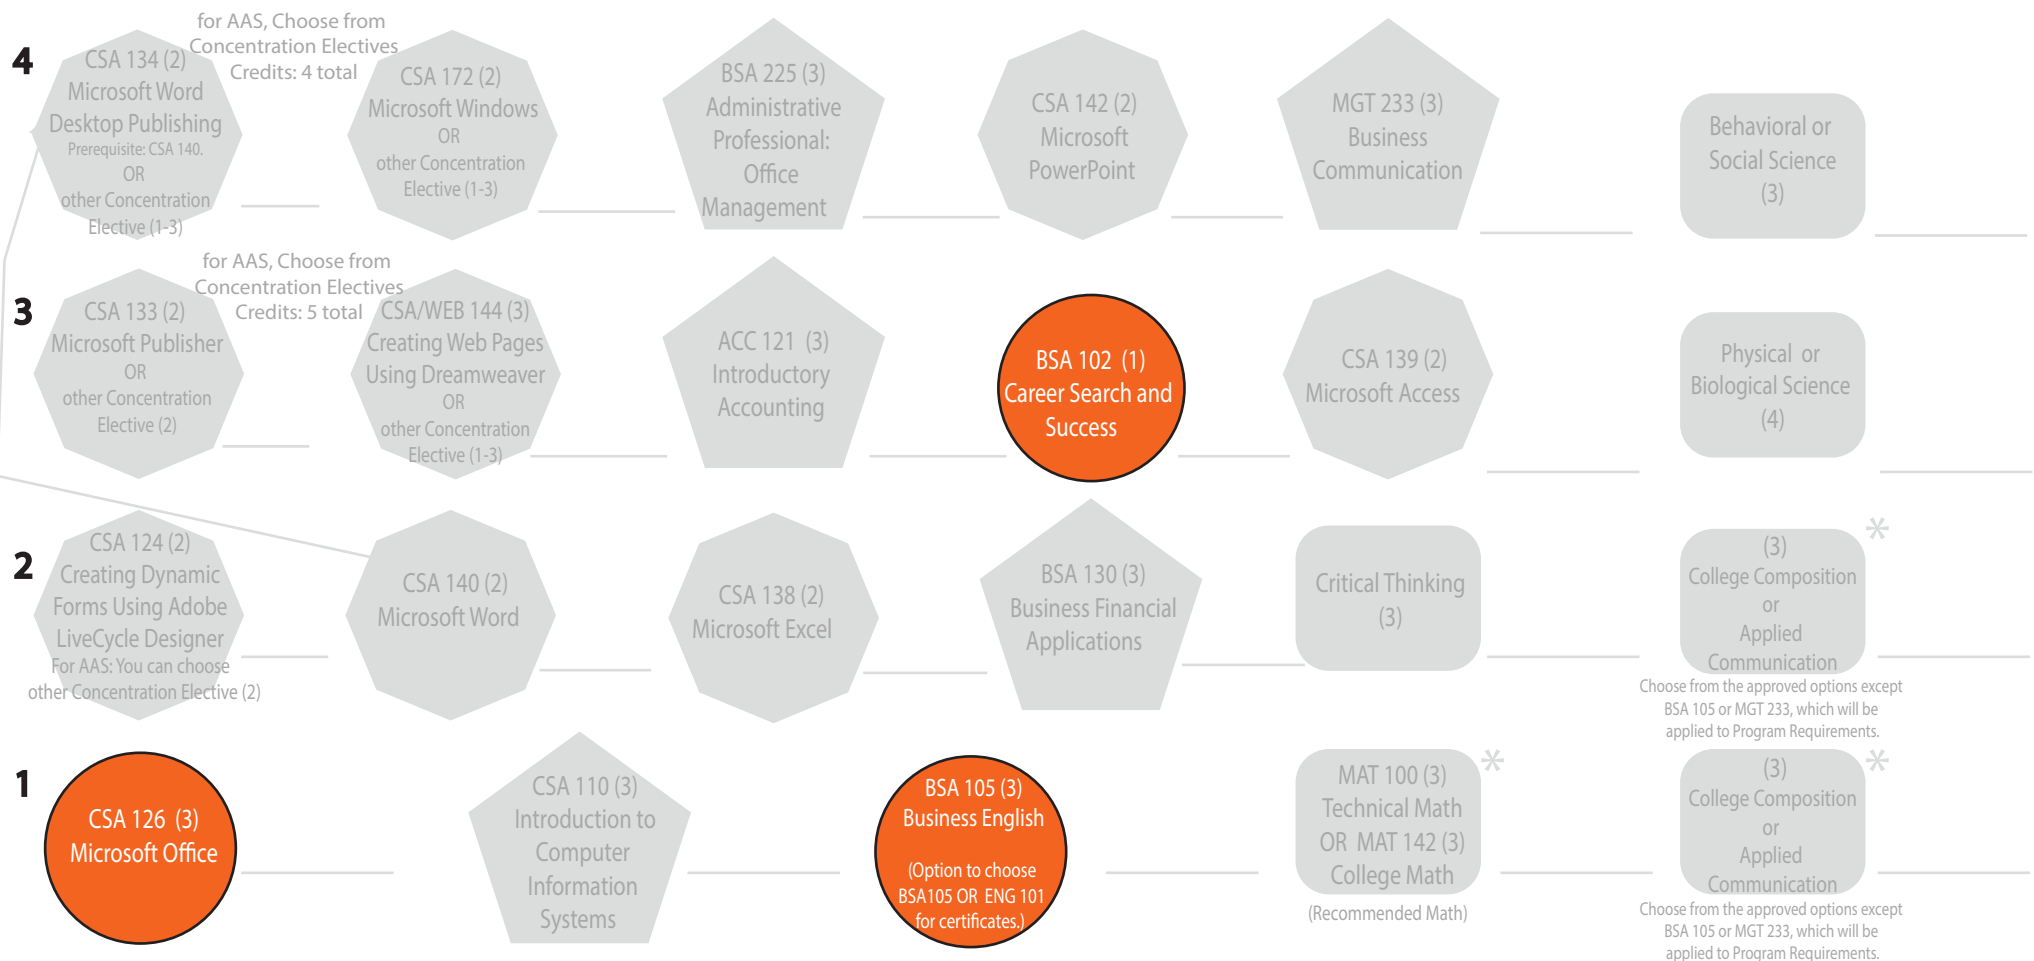 4
CSA 134 (2)
Microsoft Word
Desktop Publishing
Prerequisite: CSA 140.
OR
other Concentration
Elective (1-3)
for AAS, Choose from
Concentration Electives
Credits: 4 total
CSA 172 (2)
Microsoft Windows
OR
other Concentration
Elective (1-3)
BSA 225 (3)
Administrative
Professional:
Office
Management
CSA 142 (2)
Microsoft
PowerPoint
MGT 233 (3)
Business
Communication
Behavioral or
Social Science
(3)
3
CSA 133 (2)
Microsoft Publisher
OR
other Concentration
Elective (2)
for AAS, Choose from
Concentration Electives
Credits: 5 total
CSA/WEB 144 (3)
Creating Web Pages
Using Dreamweaver
OR
other Concentration
Elective (1-3)
ACC 121 (3)
Introductory
Accounting
BSA 102 (1)
Career Search and
Success
CSA 139 (2)
Microsoft Access
Physical or
Biological Science
(4)
2
CSA 124 (2)
Creating Dynamic
Forms Using Adobe
LiveCycle Designer
For AAS: You can choose
other Concentration Elective (2)
CSA 140 (2)
Microsoft Word
CSA 138 (2)
Microsoft Excel
BSA 130 (3)
Business Financial
Applications
Critical Thinking
(3)
*
(3)
College Composition
or
Applied
Communication
Choose from the approved options except
BSA 105 or MGT 233, which will be
applied to Program Requirements.
1
CSA 126 (3)
Microsoft Office
CSA 110 (3)
Introduction to
Computer
Information
Systems
BSA 105 (3)
Business English
(Option to choose
BSA105 OR ENG 101
for certificates.)
*
MAT 100 (3)
Technical Math
OR MAT 142 (3)
College Math
(Recommended Math)
*
(3)
College Composition
or
Applied
Communication
Choose from the approved options except
BSA 105 or MGT 233, which will be
applied to Program Requirements.